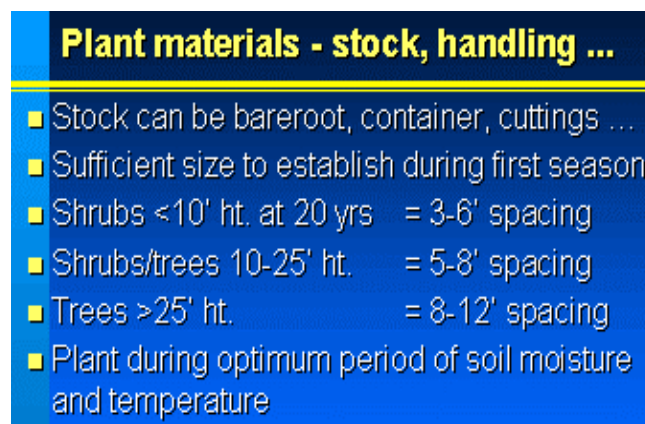 Plant materials - stock, handling ...
Stock can be bareroot, container, cuttings ...
Sufficient size to establish during first season
Shrubs <10' ht. at 20 yrs = 3-6' spacing
Shrubs/trees 10-25' ht. = 5-8' spacing
Trees >25' ht. = 8-12' spacing
Plant during optimum period of soil moisture
and temperature